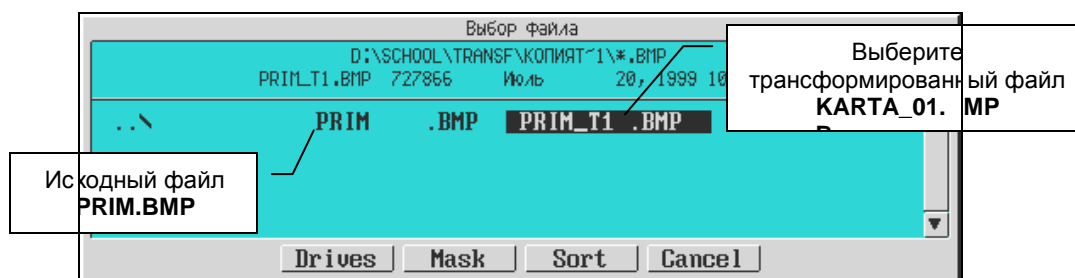 Выбор файла
D:\SCHOOL\TRANSF\КОПИЯТ~1\*.BMP
PRIM_T1.BMP 727866 Июль 20, 1999 10
Выберите
трансформированный файл
KARTA_01. MP
..\ PRIM .BMP PRIM_T1 .BMP
Исходный файл
PRIM.BMP
Drives Mask Sort Cancel